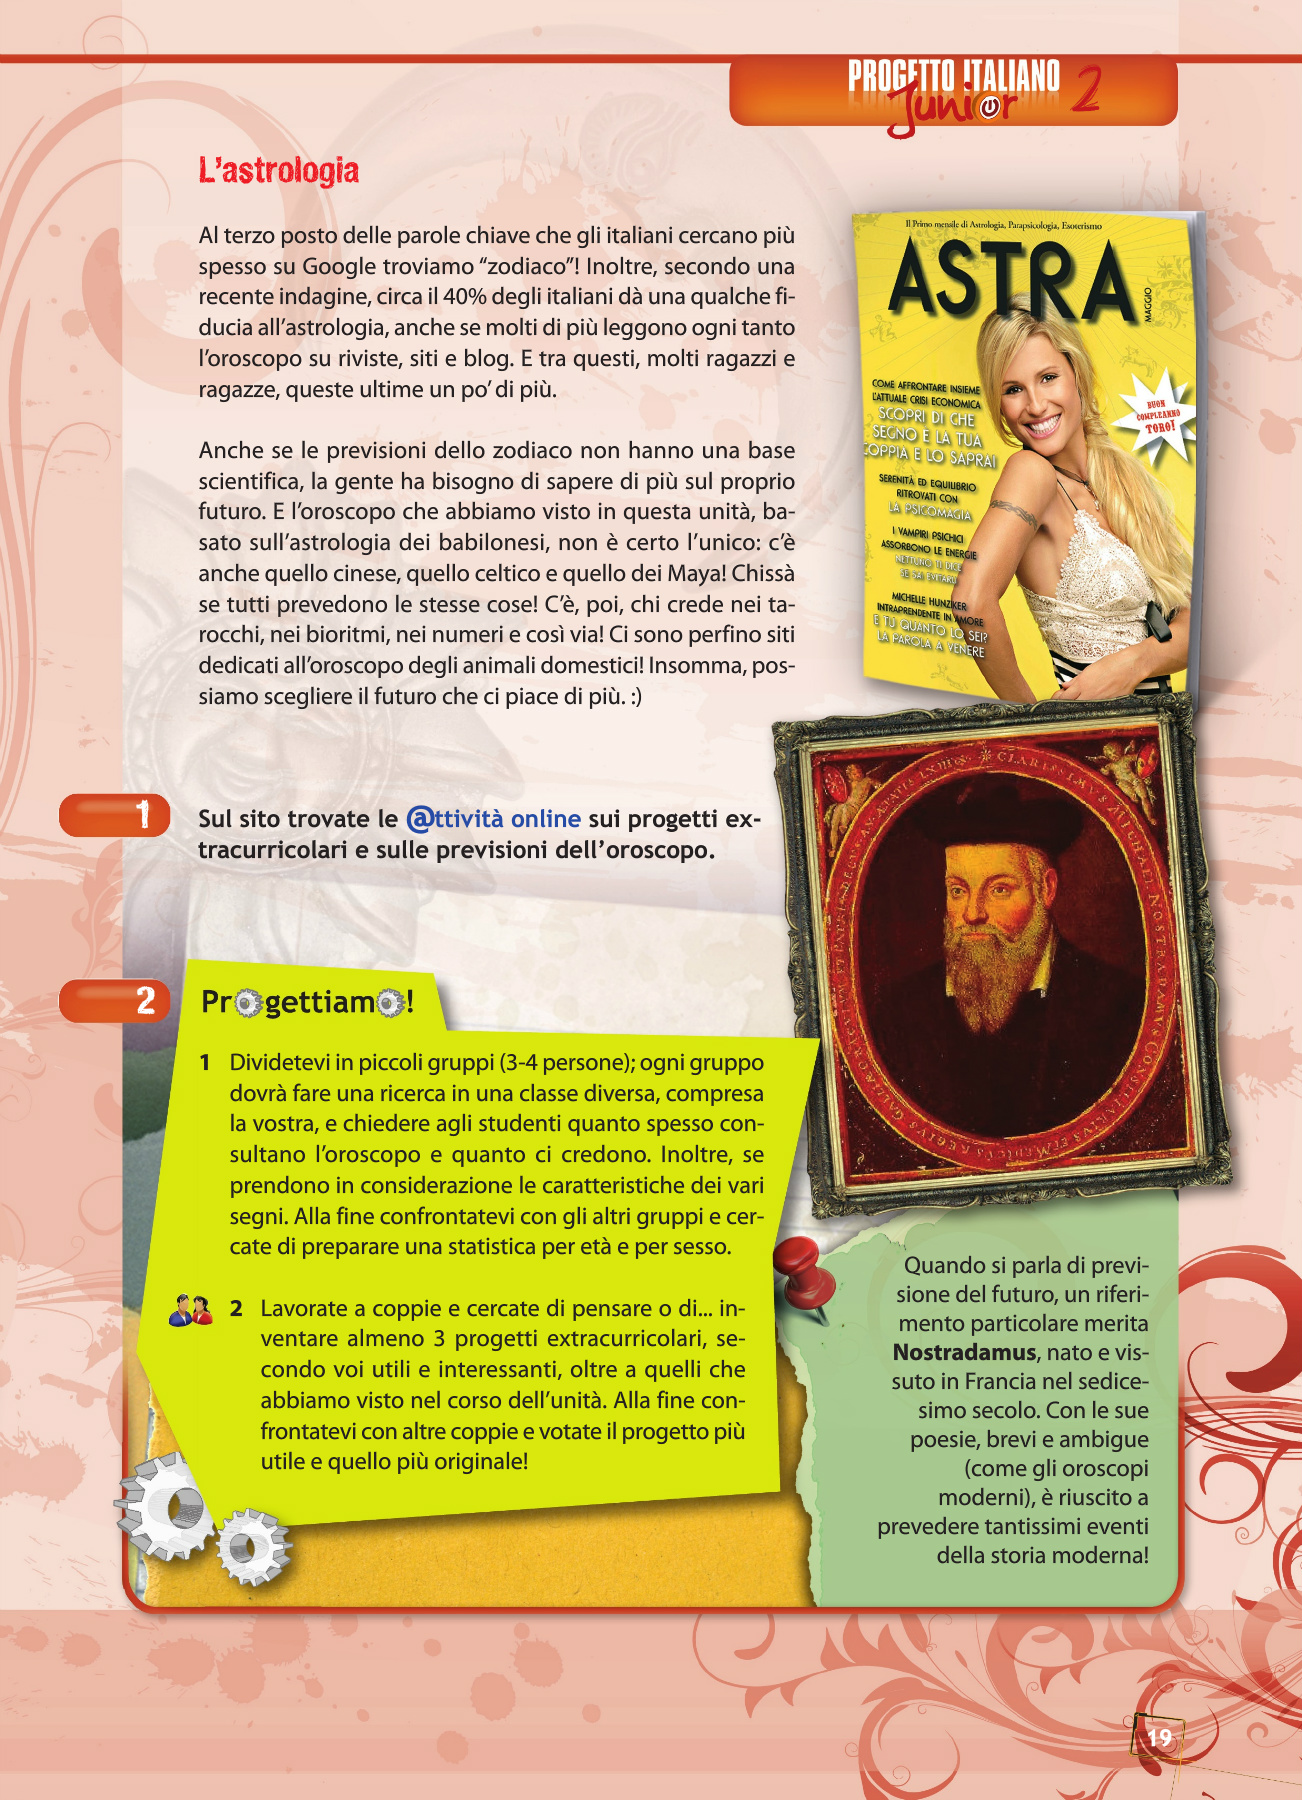 PROGETTO ITALIANO
Junior 2
L'astrologia
Al terzo posto delle parole chiave che gli italiani cercano più
spesso su Google troviamo “zodiaco”! Inoltre, secondo una
recente indagine, circa il 40% degli italiani dà una qualche fi-
ducia all'astrologia, anche se molti di più leggono ogni tanto
l'oroscopo su riviste, siti e blog. E tra questi, molti ragazzi e
ragazze, queste ultime un po' di più.
Anche se le previsioni dello zodiaco non hanno una base
scientifica, la gente ha bisogno di sapere di più sul proprio
futuro. E l'oroscopo che abbiamo visto in questa unità, ba-
sato sull'astrologia dei babilonesi, non è certo l'unico: c'è
anche quello cinese, quello celtico e quello dei Maya! Chissà
se tutti prevedono le stesse cose! C'è, poi, chi crede nei ta-
rocchi, nei bioritmi, nei numeri e così via! Ci sono perfino siti
dedicati all'oroscopo degli animali domestici! Insomma, pos-
siamo scegliere il futuro che ci piace di più. :)
Il Primo mensile di Astrologia, Parapsicologia, Esoterismo
ASTRA
MAGGIO
COME AFFRONTARE INSIEME
L'ATTUALE CRISI ECONOMICA
SCOPRI DI CHE
SEGNO È LA TUA
COPPIA E LO SAPRAI
BUON
COMPLEANNO
TORO!
SERENITÀ ED EQUILIBRIO
RITROVATI CON
LA PSICOMAGIA
I VAMPIRI PSICHICI
ASSORBONO LE ENERGIE
NETTUNO TI DICE
SE SAI EVITARLI
MICHELLE HUNZIKER
INTRAPRENDENTE IN AMORE
E TU QUANTO LO SEI?
LA PAROLA A VENERE
1
Sul sito trovate le @ttività online sui progetti ex-
tracurricolari e sulle previsioni dell'oroscopo.
2
Progettiamo!
1 Dividetevi in piccoli gruppi (3-4 persone); ogni gruppo
dovrà fare una ricerca in una classe diversa, compresa
la vostra, e chiedere agli studenti quanto spesso con-
sultano l'oroscopo e quanto ci credono. Inoltre, se
prendono in considerazione le caratteristiche dei vari
segni. Alla fine confrontatevi con gli altri gruppi e cer-
cate di preparare una statistica per età e per sesso.
2 Lavorate a coppie e cercate di pensare o di... in-
ventare almeno 3 progetti extracurricolari, se-
condo voi utili e interessanti, oltre a quelli che
abbiamo visto nel corso dell'unità. Alla fine con-
frontatevi con altre coppie e votate il progetto più
utile e quello più originale!
Quando si parla di previ-
sione del futuro, un riferi-
mento particolare merita
Nostradamus, nato e vis-
suto in Francia nel sedice-
simo secolo. Con le sue
poesie, brevi e ambigue
(come gli oroscopi
moderni), è riuscito a
prevedere tantissimi eventi
della storia moderna!
19